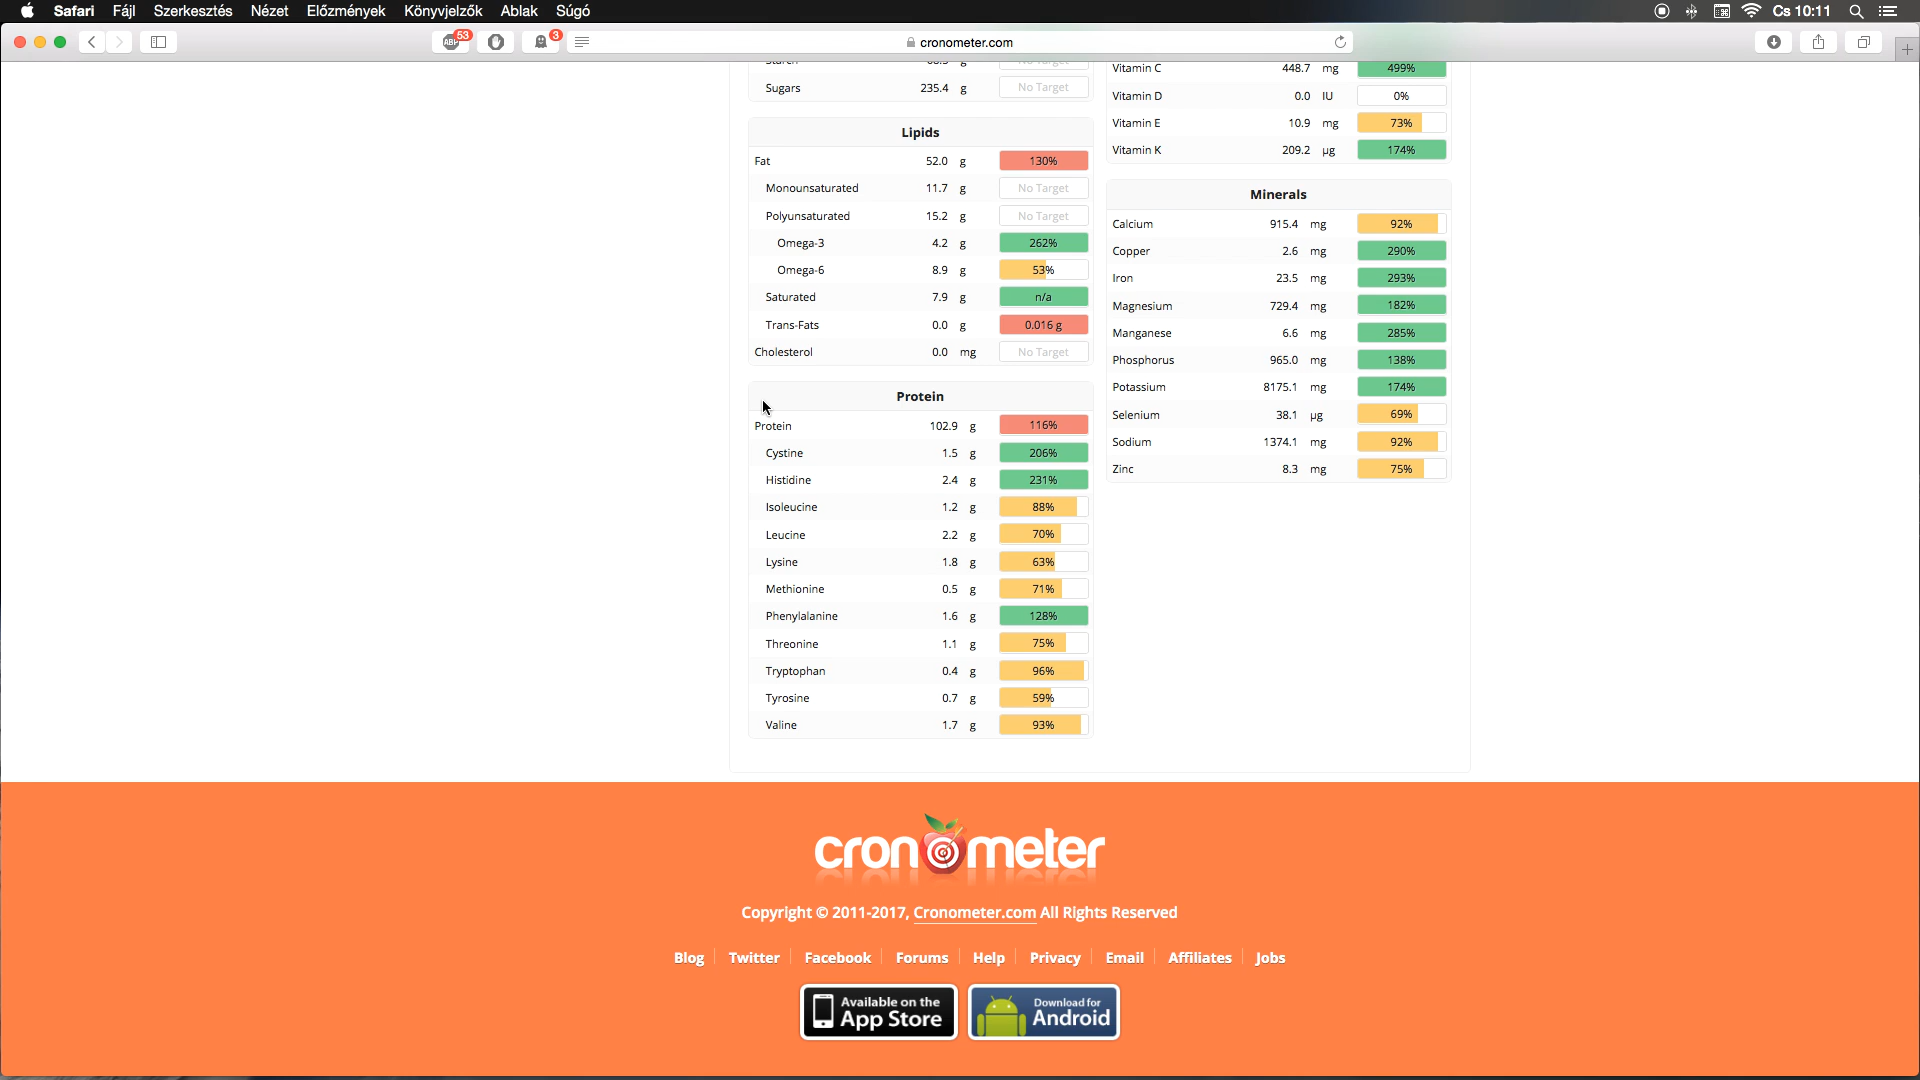 Safari Fájl Szerkesztés Nézet Előzmények Könyvjelzők Ablak Súgó Cs 10:11
ABP 53 3 cronometer.com
Sugars 235.4 g No Target
Lipids
Fat 52.0 g 130%
Monounsaturated 11.7 g No Target
Polyunsaturated 15.2 g No Target
Omega-3 4.2 g 262%
Omega-6 8.9 g 53%
Saturated 7.9 g n/a
Trans-Fats 0.0 g 0.016 g
Cholesterol 0.0 mg No Target
Protein
Protein 102.9 g 116%
Cystine 1.5 g 206%
Histidine 2.4 g 231%
Isoleucine 1.2 g 88%
Leucine 2.2 g 70%
Lysine 1.8 g 63%
Methionine 0.5 g 71%
Phenylalanine 1.6 g 128%
Threonine 1.1 g 75%
Tryptophan 0.4 g 96%
Tyrosine 0.7 g 59%
Valine 1.7 g 93%
Vitamin C 448.7 mg 499%
Vitamin D 0.0 IU 0%
Vitamin E 10.9 mg 73%
Vitamin K 209.2 µg 174%
Minerals
Calcium 915.4 mg 92%
Copper 2.6 mg 290%
Iron 23.5 mg 293%
Magnesium 729.4 mg 182%
Manganese 6.6 mg 285%
Phosphorus 965.0 mg 138%
Potassium 8175.1 mg 174%
Selenium 38.1 µg 69%
Sodium 1374.1 mg 92%
Zinc 8.3 mg 75%
cronometer
Copyright © 2011-2017, Cronometer.com All Rights Reserved
Blog Twitter Facebook Forums Help Privacy Email Affiliates Jobs
Available on the
App Store
Download for
Android